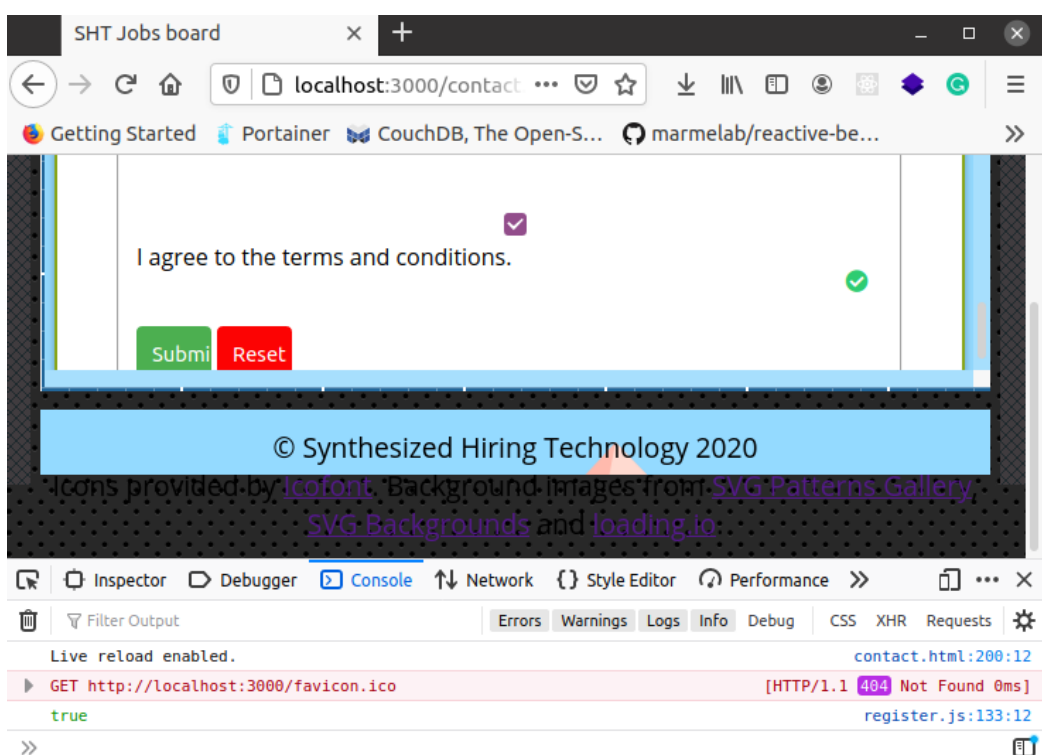 SHT Jobs board
localhost:3000/contact
Getting Started Portainer CouchDB, The Open-S... marmelab/reactive-be...
I agree to the terms and conditions.
Submi Reset
© Synthesized Hiring Technology 2020
Icons provided by Icofont. Background images from SVG Patterns Gallery,
SVG Backgrounds and loading.io
Inspector Debugger Console Network Style Editor Performance
Filter Output Errors Warnings Logs Info Debug CSS XHR Requests
Live reload enabled. contact.html:200:12
GET http://localhost:3000/favicon.ico [HTTP/1.1 404 Not Found 0ms]
true register.js:133:12